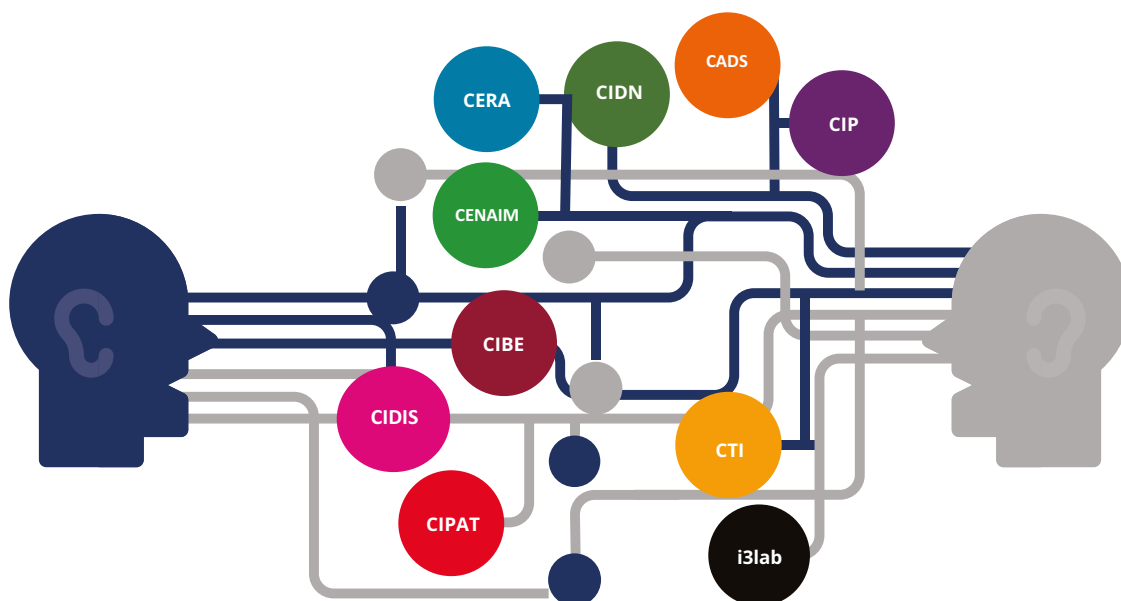 CADS
CIDN
CERA
CIP
CENAIM
CIBE
CIDIS
CTI
CIPAT
i3lab